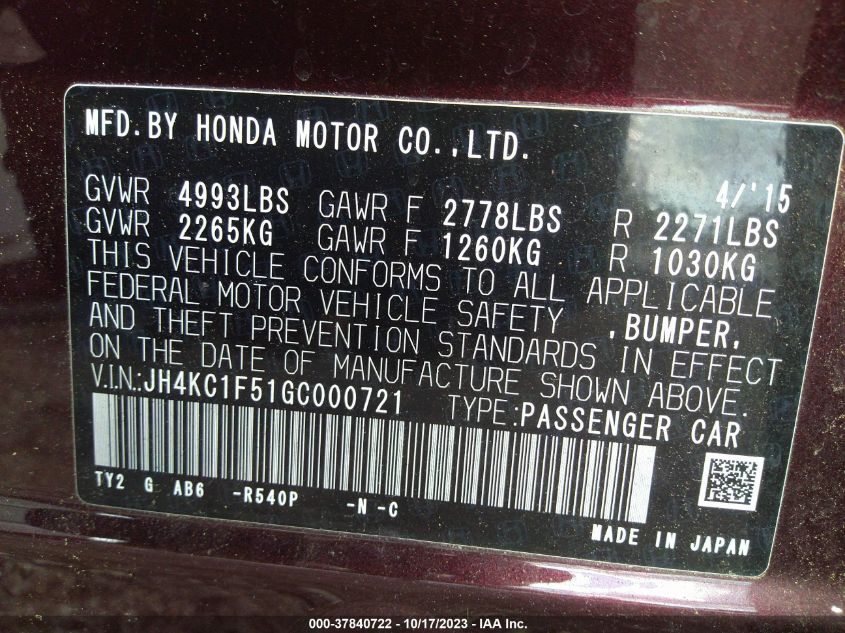 MFD. BY HONDA MOTOR CO.,LTD.
4/'15
GVWR 4993LBS GAWR F 2778LBS R 2271LBS
GVWR 2265KG GAWR F 1260KG R 1030KG
THIS VEHICLE CONFORMS TO ALL APPLICABLE
FEDERAL MOTOR VEHICLE SAFETY ,BUMPER,
AND THEFT PREVENTION STANDARDS IN EFFECT
ON THE DATE OF MANUFACTURE SHOWN ABOVE.
V.I.N.:JH4KC1F51GC000721 TYPE:PASSENGER CAR
TY2 G AB6 -R540P -N -C
MADE IN JAPAN
000-37840722 - 10/17/2023 - IAA Inc.